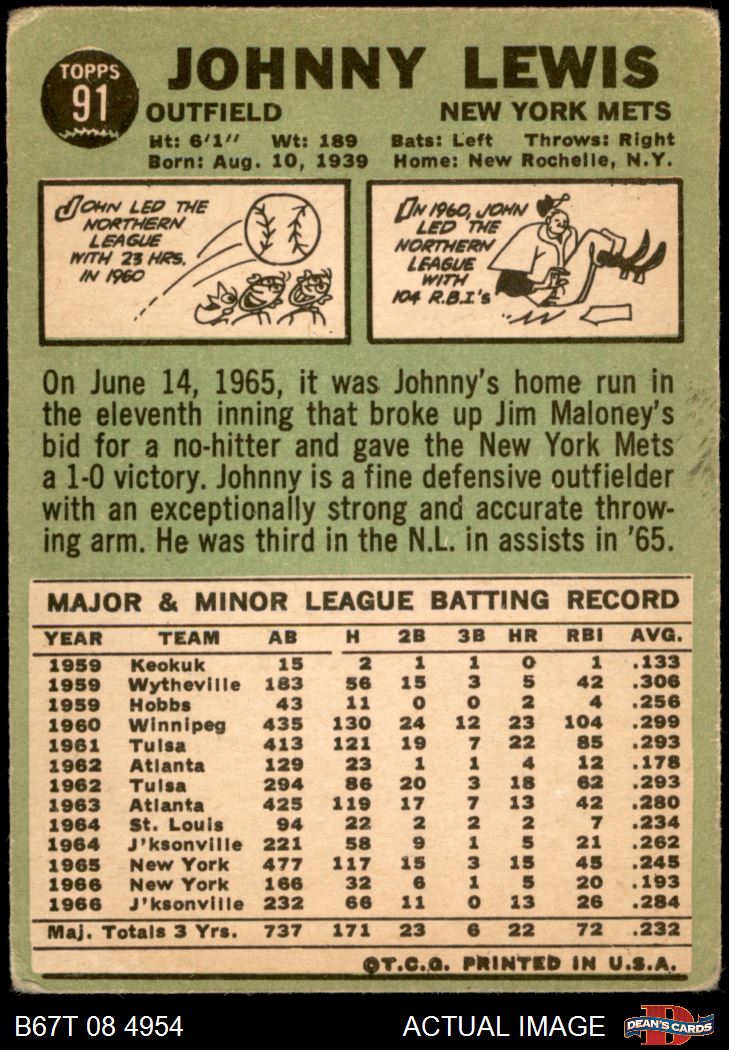 TOPPS
91
JOHNNY LEWIS
OUTFIELD NEW YORK METS
Ht: 6'1" Wt: 189 Bats: Left Throws: Right
Born: Aug. 10, 1939 Home: New Rochelle, N.Y.
JOHN LED THE
NORTHERN
LEAGUE
WITH 23 HRS.
IN 1960
IN 1960, JOHN
LED THE
NORTHERN
LEAGUE
WITH
104 R.B.I's
On June 14, 1965, it was Johnny's home run in
the eleventh inning that broke up Jim Maloney's
bid for a no-hitter and gave the New York Mets
a 1-0 victory. Johnny is a fine defensive outfielder
with an exceptionally strong and accurate throw-
ing arm. He was third in the N.L. in assists in '65.
MAJOR & MINOR LEAGUE BATTING RECORD
YEAR TEAM AB H 2B 3B HR RBI AVG.
1959 Keokuk 15 2 1 1 0 1 .133
1959 Wytheville 183 56 15 3 5 42 .306
1959 Hobbs 43 11 0 0 2 4 .256
1960 Winnipeg 435 130 24 12 23 104 .299
1961 Tulsa 413 121 19 7 22 85 .293
1962 Atlanta 129 23 1 1 4 12 .178
1962 Tulsa 294 86 20 3 18 62 .293
1963 Atlanta 425 119 17 7 13 42 .280
1964 St. Louis 94 22 2 2 2 7 .234
1964 J'ksonville 221 58 9 1 5 21 .262
1965 New York 477 117 15 3 15 45 .245
1966 New York 166 32 6 1 5 20 .193
1966 J'ksonville 232 66 11 0 13 26 .284
Maj. Totals 3 Yrs. 737 171 23 6 22 72 .232
©T.C.G. PRINTED IN U.S.A.
B67T 08 4954 ACTUAL IMAGE DEAN'S CARDS